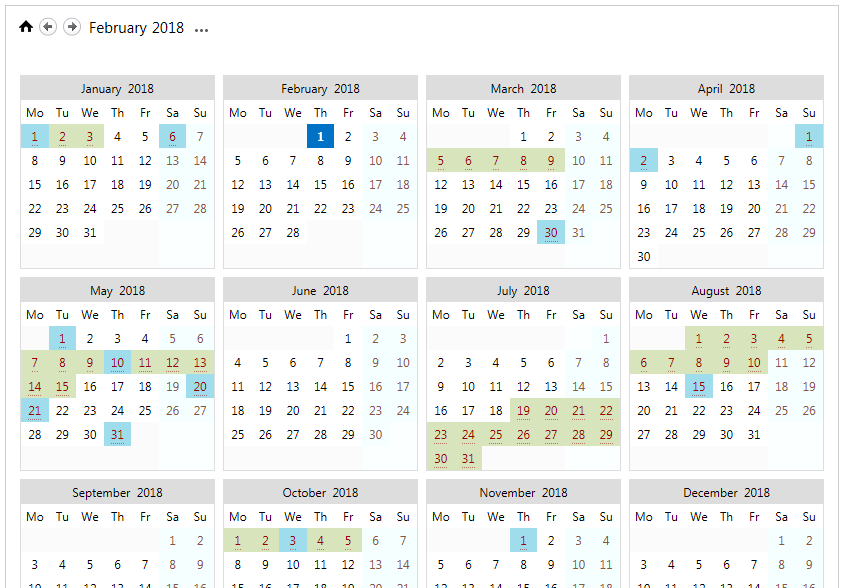 February 2018 ...
January 2018
Mo Tu We Th Fr Sa Su
1 2 3 4 5 6 7
8 9 10 11 12 13 14
15 16 17 18 19 20 21
22 23 24 25 26 27 28
29 30 31
February 2018
Mo Tu We Th Fr Sa Su
1 2 3 4
5 6 7 8 9 10 11
12 13 14 15 16 17 18
19 20 21 22 23 24 25
26 27 28
March 2018
Mo Tu We Th Fr Sa Su
1 2 3 4
5 6 7 8 9 10 11
12 13 14 15 16 17 18
19 20 21 22 23 24 25
26 27 28 29 30 31
April 2018
Mo Tu We Th Fr Sa Su
1
2 3 4 5 6 7 8
9 10 11 12 13 14 15
16 17 18 19 20 21 22
23 24 25 26 27 28 29
30
May 2018
Mo Tu We Th Fr Sa Su
1 2 3 4 5 6
7 8 9 10 11 12 13
14 15 16 17 18 19 20
21 22 23 24 25 26 27
28 29 30 31
June 2018
Mo Tu We Th Fr Sa Su
1 2 3
4 5 6 7 8 9 10
11 12 13 14 15 16 17
18 19 20 21 22 23 24
25 26 27 28 29 30
July 2018
Mo Tu We Th Fr Sa Su
1
2 3 4 5 6 7 8
9 10 11 12 13 14 15
16 17 18 19 20 21 22
23 24 25 26 27 28 29
30 31
August 2018
Mo Tu We Th Fr Sa Su
1 2 3 4 5
6 7 8 9 10 11 12
13 14 15 16 17 18 19
20 21 22 23 24 25 26
27 28 29 30 31
September 2018
Mo Tu We Th Fr Sa Su
1 2
3 4 5 6 7 8 9
October 2018
Mo Tu We Th Fr Sa Su
1 2 3 4 5 6 7
8 9 10 11 12 13 14
November 2018
Mo Tu We Th Fr Sa Su
1 2 3 4
5 6 7 8 9 10 11
December 2018
Mo Tu We Th Fr Sa Su
1 2
3 4 5 6 7 8 9